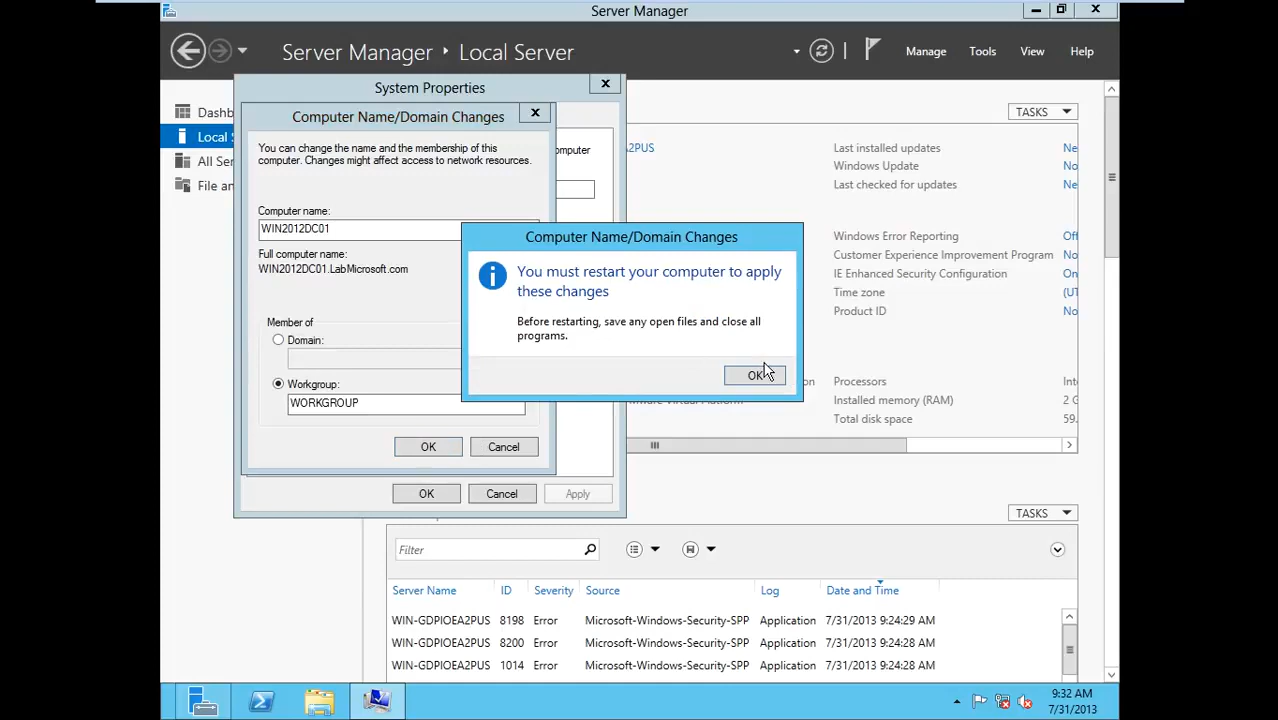 Server Manager
Server Manager ‣ Local Server
Manage Tools View Help
System Properties
Computer Name/Domain Changes
You can change the name and the membership of this
computer. Changes might affect access to network resources.
Computer name:
WIN2012DC01
Full computer name:
WIN2012DC01.LabMicrosoft.com
Member of
Domain:
Workgroup:
WORKGROUP
OK Cancel
OK Cancel Apply
Computer Name/Domain Changes
You must restart your computer to apply
these changes
Before restarting, save any open files and close all
programs.
OK
TASKS
Last installed updates
Windows Update
Last checked for updates
Windows Error Reporting
Customer Experience Improvement Program
IE Enhanced Security Configuration
Time zone
Product ID
Processors
Installed memory (RAM)
Total disk space
TASKS
Filter
Server Name ID Severity Source Log Date and Time
WIN-GDPIOEA2PUS 8198 Error Microsoft-Windows-Security-SPP Application 7/31/2013 9:24:29 AM
WIN-GDPIOEA2PUS 8200 Error Microsoft-Windows-Security-SPP Application 7/31/2013 9:24:28 AM
WIN-GDPIOEA2PUS 1014 Error Microsoft-Windows-Security-SPP Application 7/31/2013 9:24:28 AM
9:32 AM
7/31/2013